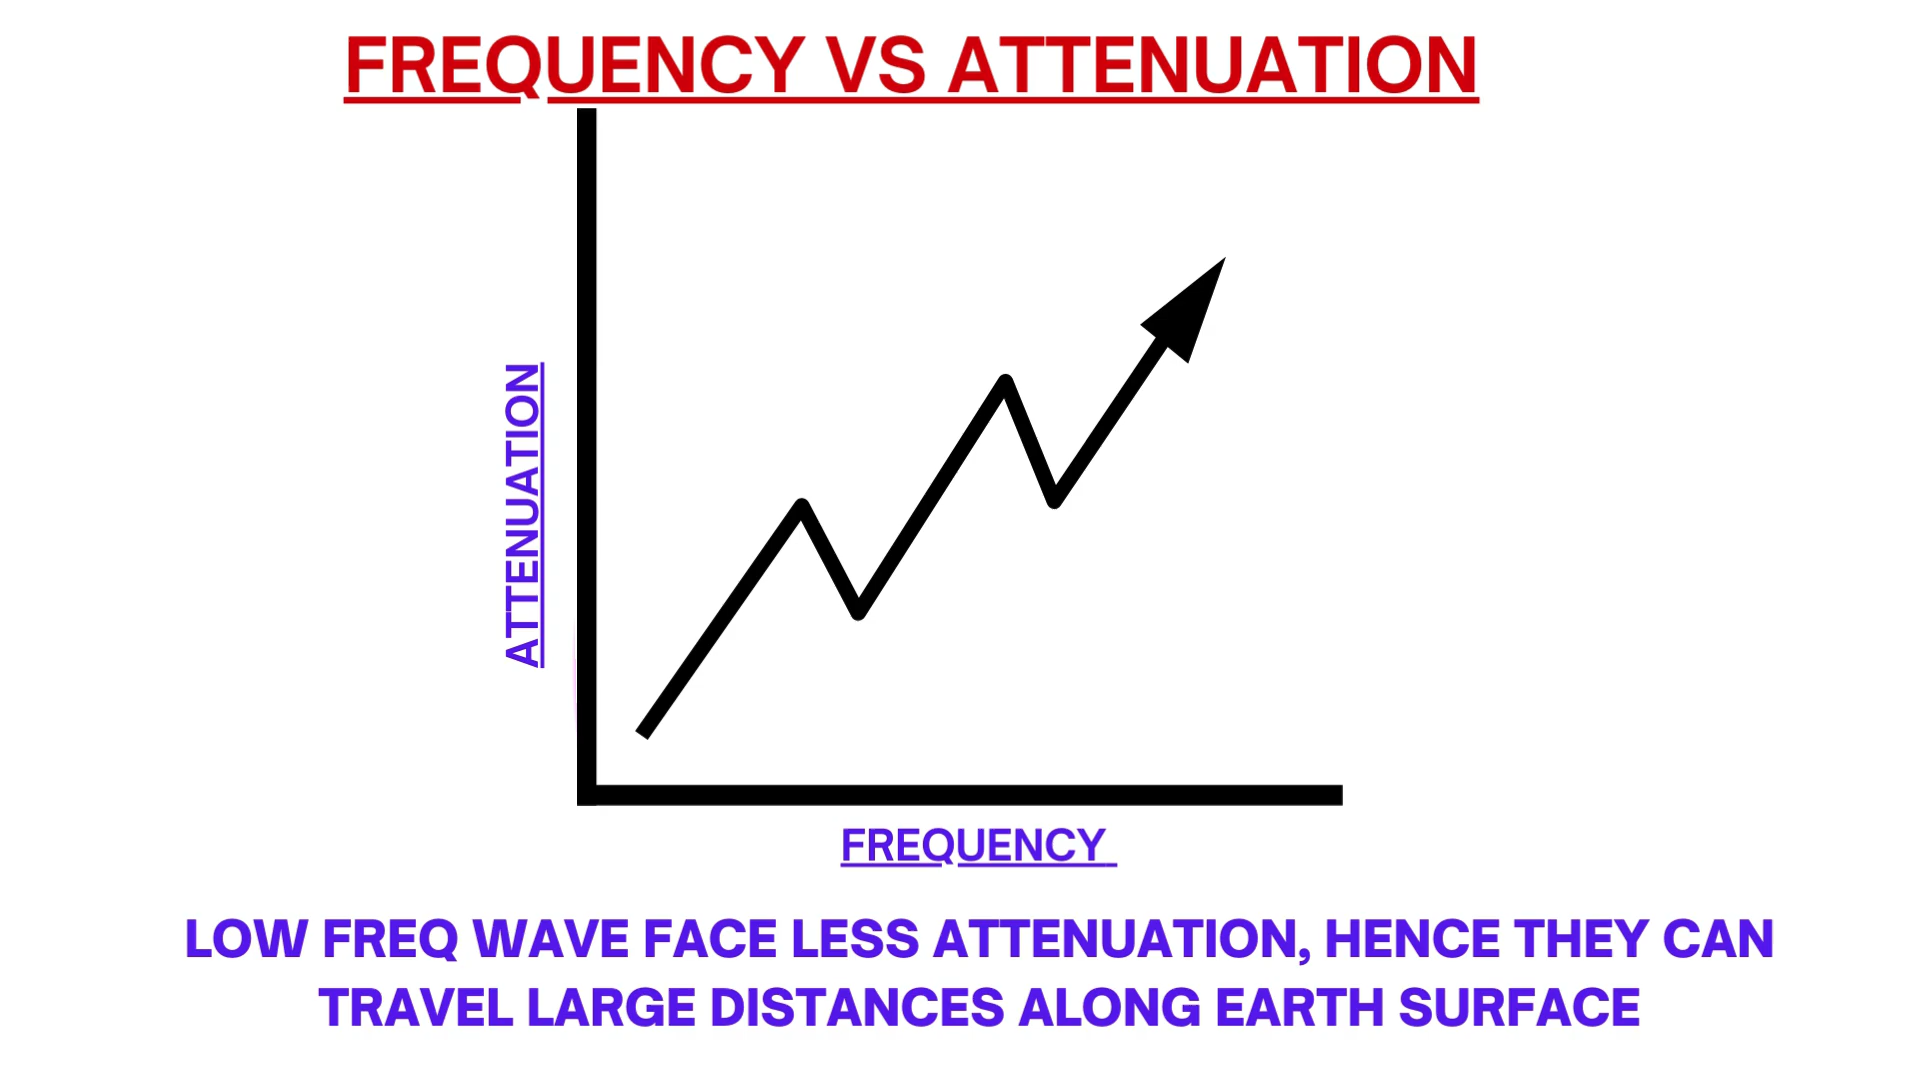 FREQUENCY VS ATTENUATION
ATTENUATION
FREQUENCY
LOW FREQ WAVE FACE LESS ATTENUATION, HENCE THEY CAN
TRAVEL LARGE DISTANCES ALONG EARTH SURFACE